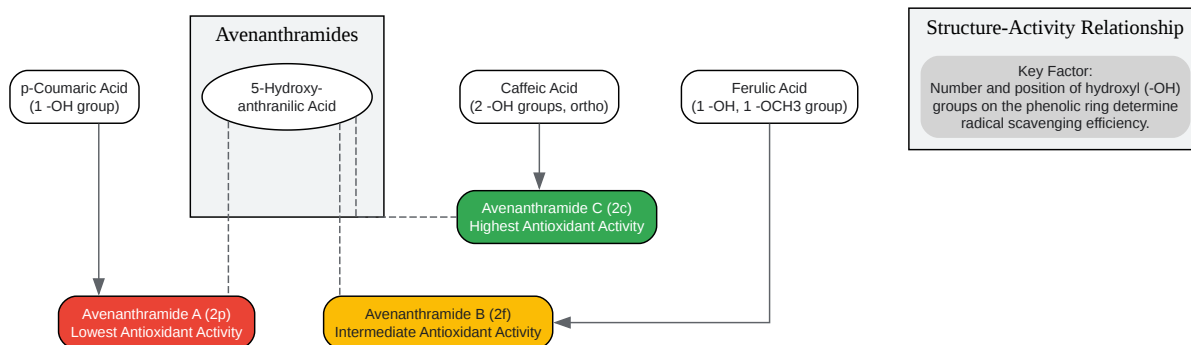 Avenanthramides
Structure-Activity Relationship
p-Coumaric Acid
(1 -OH group)
5-Hydroxy-
anthranilic Acid
Caffeic Acid
(2 -OH groups, ortho)
Ferulic Acid
(1 -OH, 1 -OCH3 group)
Key Factor:
Number and position of hydroxyl (-OH)
groups on the phenolic ring determine
radical scavenging efficiency.
Avenanthramide C (2c)
Highest Antioxidant Activity
Avenanthramide A (2p)
Lowest Antioxidant Activity
Avenanthramide B (2f)
Intermediate Antioxidant Activity